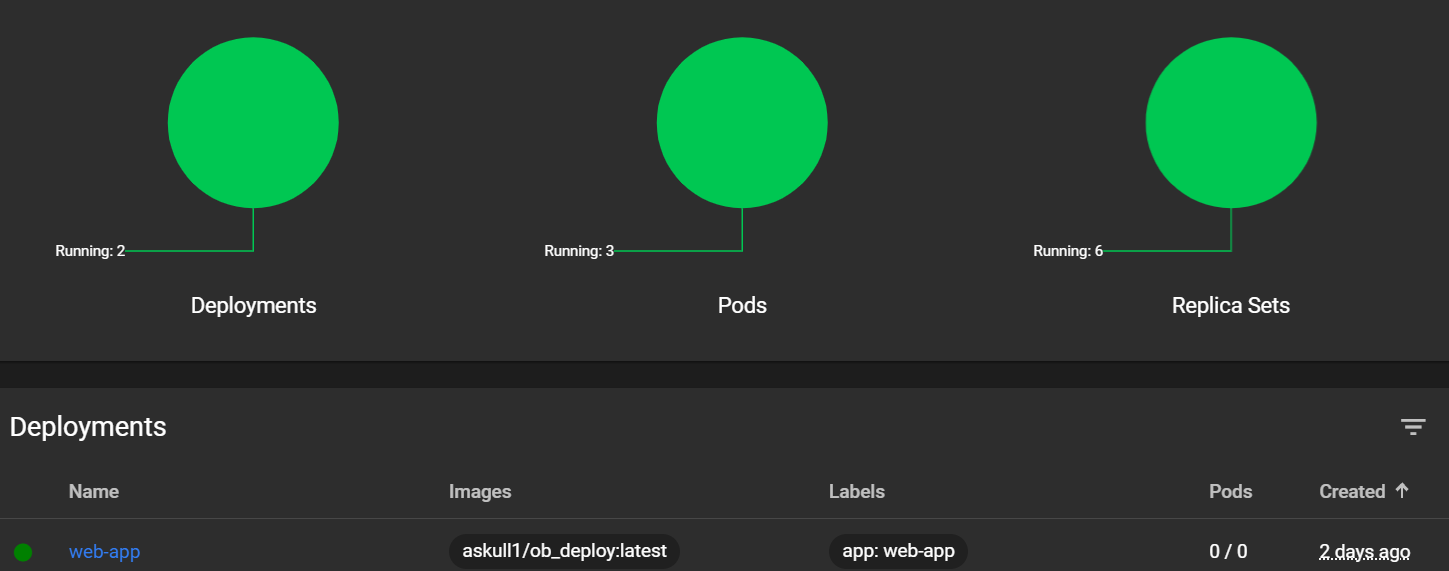 Running: 2 Running: 3 Running: 6
Deployments Pods Replica Sets
Deployments
Name Images Labels Pods Created
web-app askull1/ob_deploy:latest app: web-app 0 / 0 2 days ago